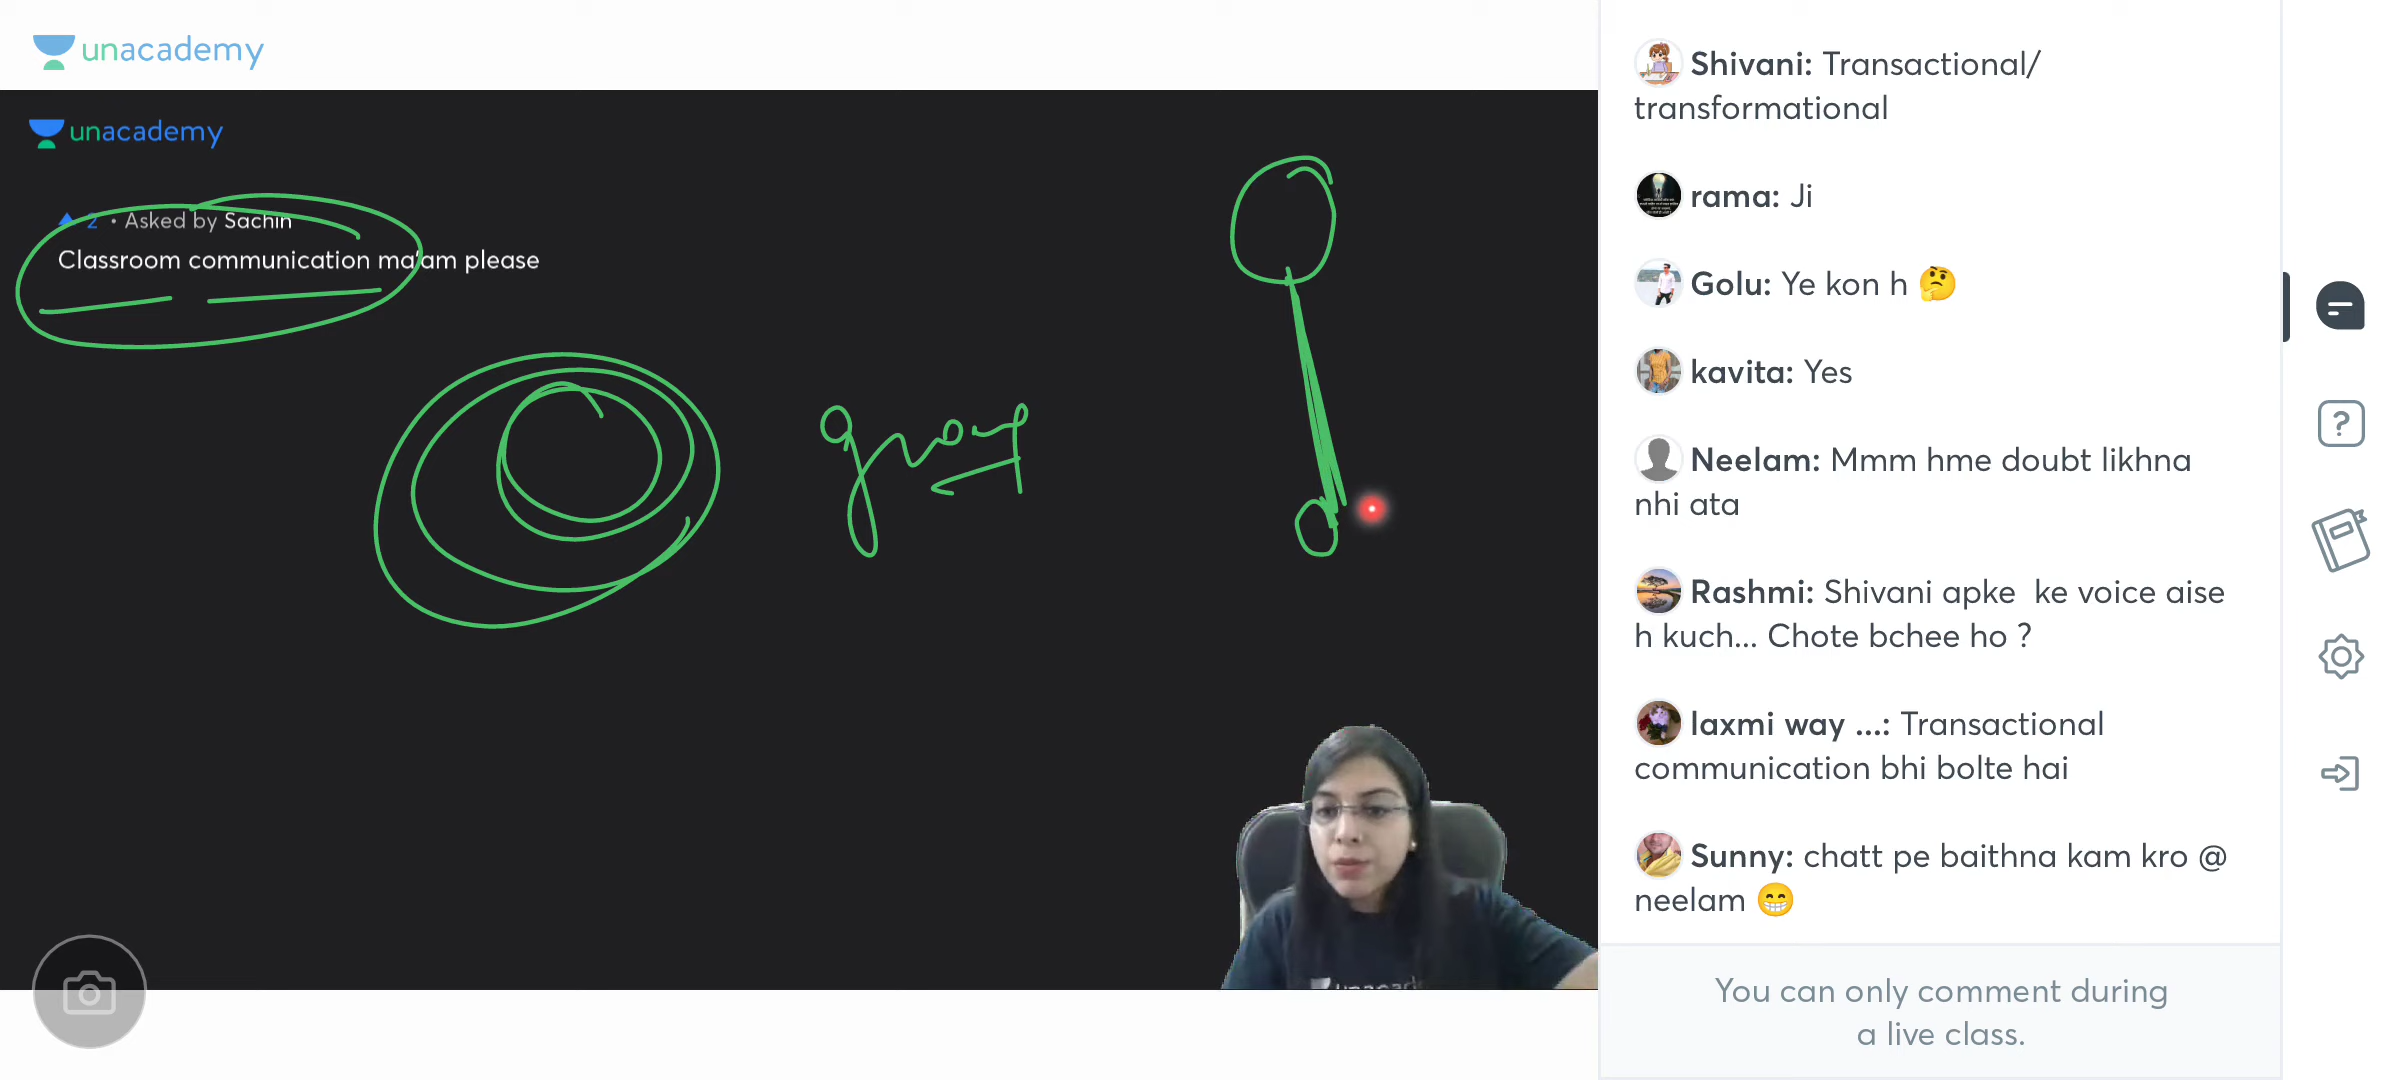 unacademy
unacademy
2 • Asked by Sachin
Classroom communication ma'am please
group
Shivani: Transactional/
transformational
rama: Ji
Golu: Ye kon h 🤔
kavita: Yes
Neelam: Mmm hme doubt likhna
nhi ata
Rashmi: Shivani apke  ke voice aise
h kuch... Chote bchee ho ?
laxmi way ...: Transactional
communication bhi bolte hai
Sunny: chatt pe baithna kam kro @
neelam 😁
You can only comment during
a live class.